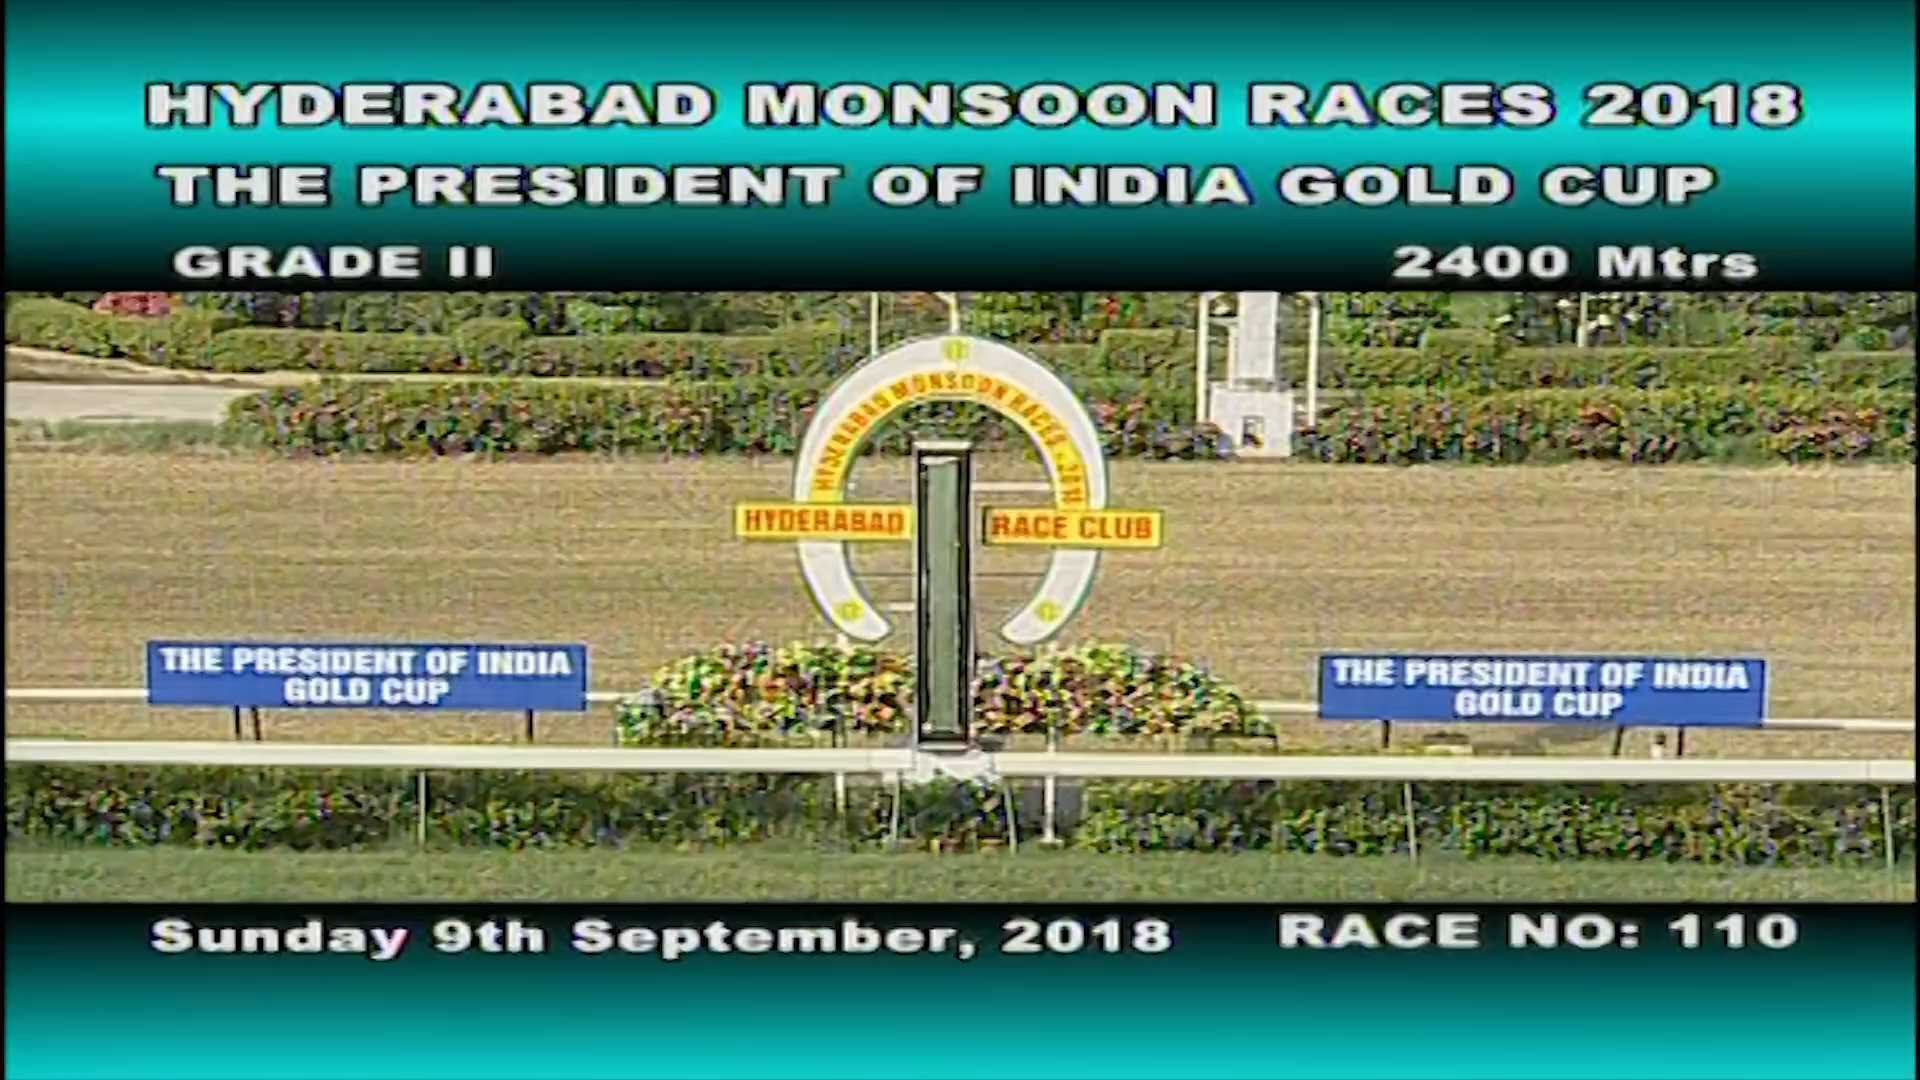 HYDERABAD MONSOON RACES 2018
THE PRESIDENT OF INDIA GOLD CUP
GRADE II
2400 Mtrs
HYDERABAD MONSOON RACES - 2018
HYDERABAD
RACE CLUB
THE PRESIDENT OF INDIA
GOLD CUP
THE PRESIDENT OF INDIA
GOLD CUP
Sunday 9th September, 2018
RACE NO: 110